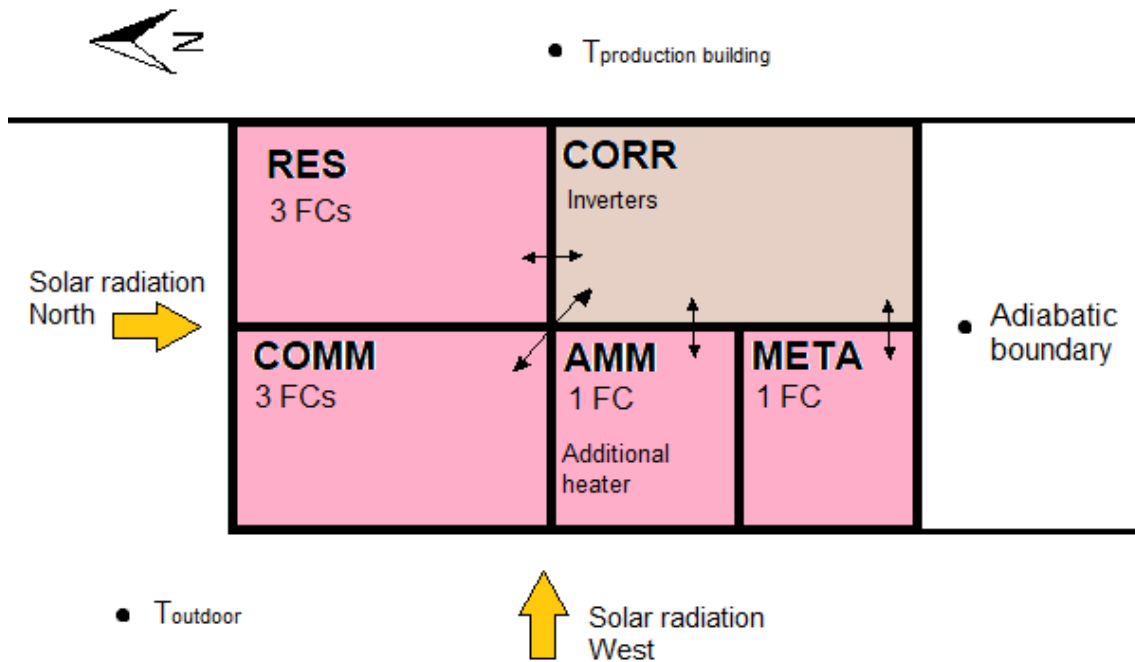 N
Tproduction building
RES
3 FCs
CORR
Inverters
Solar radiation
North
Adiabatic
boundary
COMM
3 FCs
AMM
1 FC
Additional
heater
META
1 FC
Toutdoor
Solar radiation
West